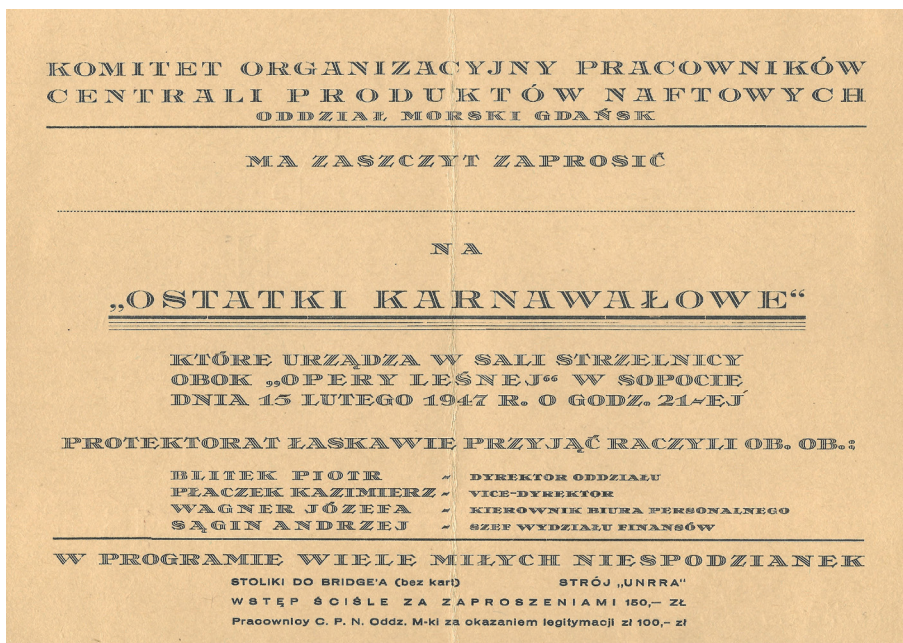 KOMITET ORGANIZACYJNY PRACOWNIKÓW
CENTRALI PRODUKTÓW NAFTOWYCH
ODDZIAŁ MORSKI GDAŃSK
MA ZASZCZYT ZAPROSIĆ
NA
„OSTATKI KARNAWAŁOWE“
KTÓRE URZĄDZA W SALI STRZELNICY
OBOK „OPERY LEŚNEJ“ W SOPOCIE
DNIA 15 LUTEGO 1947 R. O GODZ. 21-EJ
PROTEKTORAT ŁASKAWIE PRZYJĄĆ RACZYLI OB. OB.:
BLITEK PIOTR - DYREKTOR ODDZIAŁU
PŁACZEK KAZIMIERZ - VICE-DYREKTOR
WAGNER JÓZEFA - KIEROWNIK BIURA PERSONALNEGO
SĄGIN ANDRZEJ - SZEF WYDZIAŁU FINANSÓW
W PROGRAMIE WIELE MIŁYCH NIESPODZIANEK
STOLIKI DO BRIDGE'A (bez kart) STRÓJ „UNRRA“
WSTĘP ŚCIŚLE ZA ZAPROSZENIAMI 150,— ZŁ
Pracownicy C. P. N. Oddz. M-ki za okazaniem legitymacji zł 100,- zł